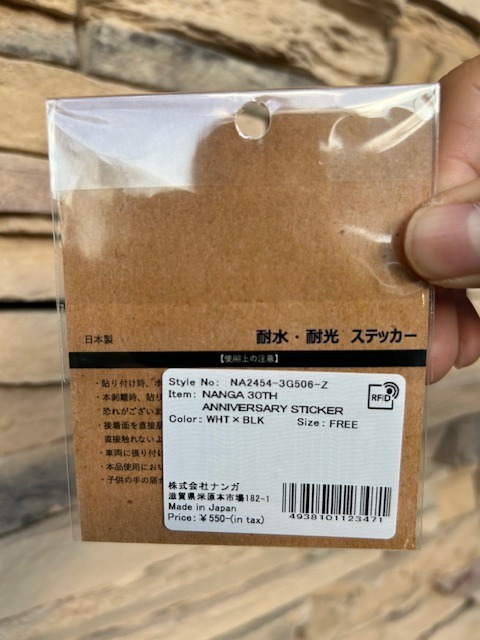 日本製
耐水・耐光 ステッカー
【使用上の注意】
・貼り付け時、
・本剥離時、貼り
恐れがござい
・接着面を直接
直接触れない
・車両に張り付け
・本品使用におい
・子供の手の届
Style No: NA2454-3G506-Z
Item: NANGA 30TH
ANNIVERSARY STICKER
Color: WHT×BLK Size: FREE
RFID
株式会社ナンガ
滋賀県米原本市場182-1
Made in Japan
Price: ¥550-(in tax)
4938101123471